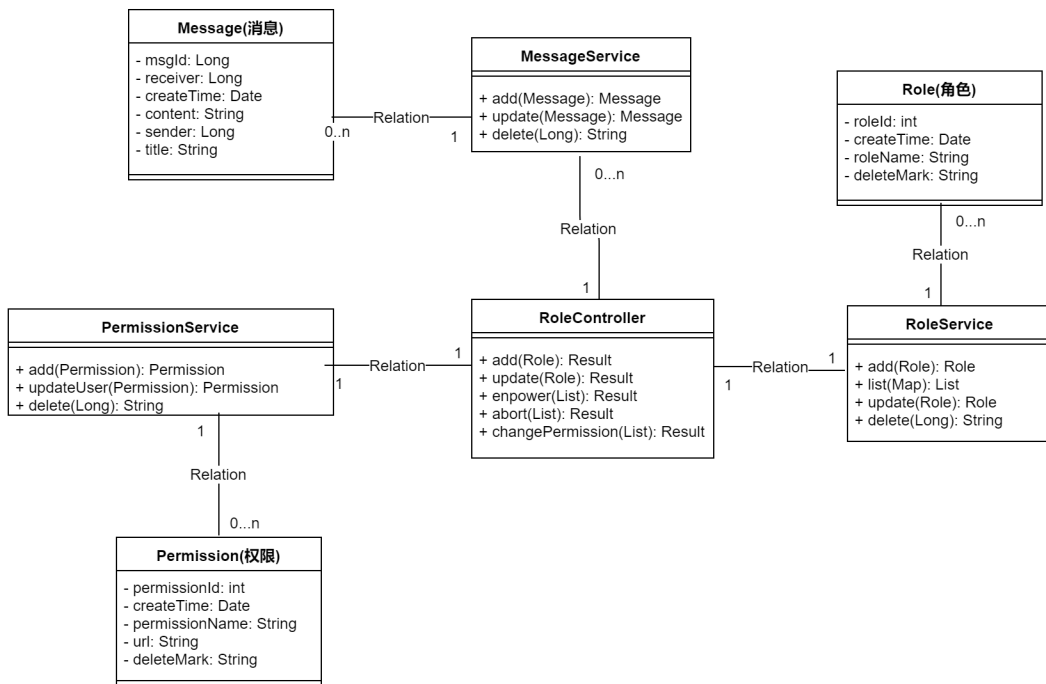 Message(消息)
- msgId: Long
- receiver: Long
- createTime: Date
- content: String
- sender: Long
- title: String
Relation
0..n
1
MessageService
+ add(Message): Message
+ update(Message): Message
+ delete(Long): String
0...n
Relation
1
Role(角色)
- roleId: int
- createTime: Date
- roleName: String
- deleteMark: String
0...n
Relation
1
PermissionService
+ add(Permission): Permission
+ updateUser(Permission): Permission
+ delete(Long): String
1
Relation
1
RoleController
+ add(Role): Result
+ update(Role): Result
+ enpower(List): Result
+ abort(List): Result
+ changePermission(List): Result
1
Relation
1
RoleService
+ add(Role): Role
+ list(Map): List
+ update(Role): Role
+ delete(Long): String
1
Relation
0...n
Permission(权限)
- permissionId: int
- createTime: Date
- permissionName: String
- url: String
- deleteMark: String